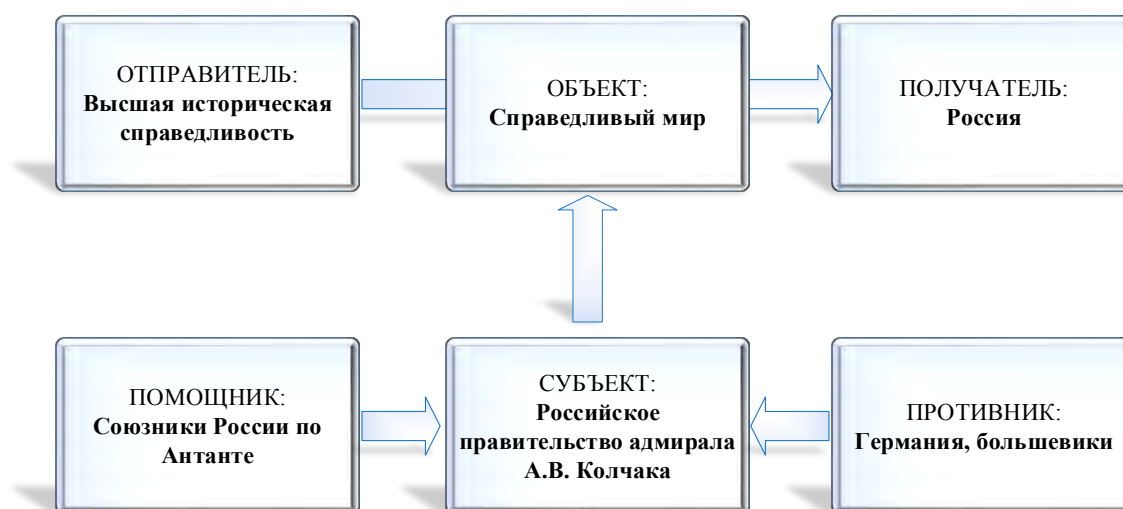 ОТПРАВИТЕЛЬ:
Высшая историческая
справедливость
ОБЪЕКТ:
Справедливый мир
ПОЛУЧАТЕЛЬ:
Россия
ПОМОЩНИК:
Союзники России по
Антанте
СУБЪЕКТ:
Российское
правительство адмирала
А.В. Колчака
ПРОТИВНИК:
Германия, большевики